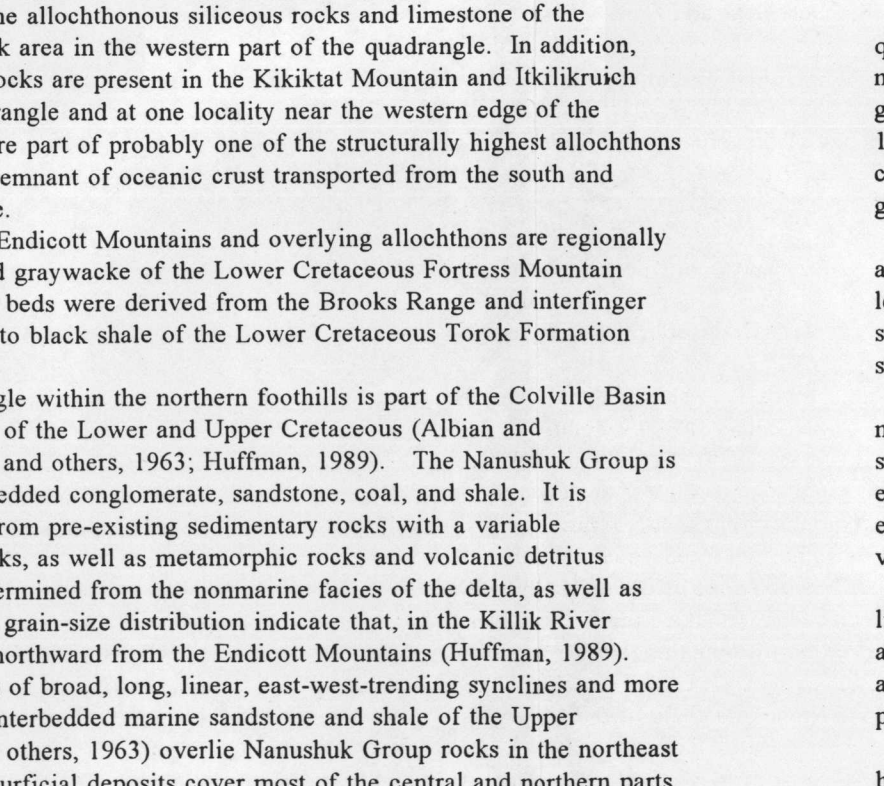 he allochthonous siliceous rocks and limestone of the
k area in the western part of the quadrangle. In addition,
ocks are present in the Kikiktat Mountain and Itkilikruich
rangle and at one locality near the western edge of the
re part of probably one of the structurally highest allochthons
emnant of oceanic crust transported from the south and
e.
Endicott Mountains and overlying allochthons are regionally
d graywacke of the Lower Cretaceous Fortress Mountain
beds were derived from the Brooks Range and interfinger
to black shale of the Lower Cretaceous Torok Formation
gle within the northern foothills is part of the Colville Basin
of the Lower and Upper Cretaceous (Albian and
and others, 1963; Huffman, 1989). The Nanushuk Group is
edded conglomerate, sandstone, coal, and shale. It is
rom pre-existing sedimentary rocks with a variable
ks, as well as metamorphic rocks and volcanic detritus
ermined from the nonmarine facies of the delta, as well as
grain-size distribution indicate that, in the Killik River
northward from the Endicott Mountains (Huffman, 1989).
of broad, long, linear, east-west-trending synclines and more
nterbedded marine sandstone and shale of the Upper
others, 1963) overlie Nanushuk Group rocks in the northeast
urficial deposits cover most of the central and northern parts